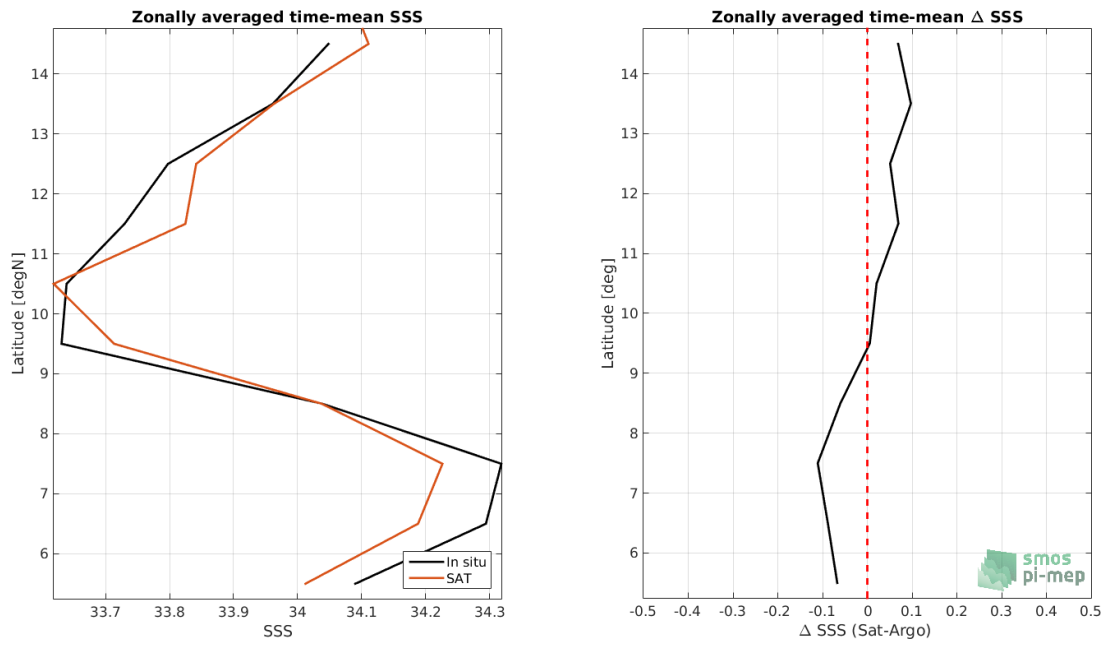 Zonally averaged time-mean SSS
14
13
12
11
10
9
8
7
6
Latitude [degN]
33.7 33.8 33.9 34 34.1 34.2 34.3
SSS
In situ
SAT
Zonally averaged time-mean Δ SSS
14
13
12
11
10
9
8
7
6
Latitude [deg]
-0.5 -0.4 -0.3 -0.2 -0.1 0 0.1 0.2 0.3 0.4 0.5
Δ SSS (Sat-Argo)
smos
pi-mep